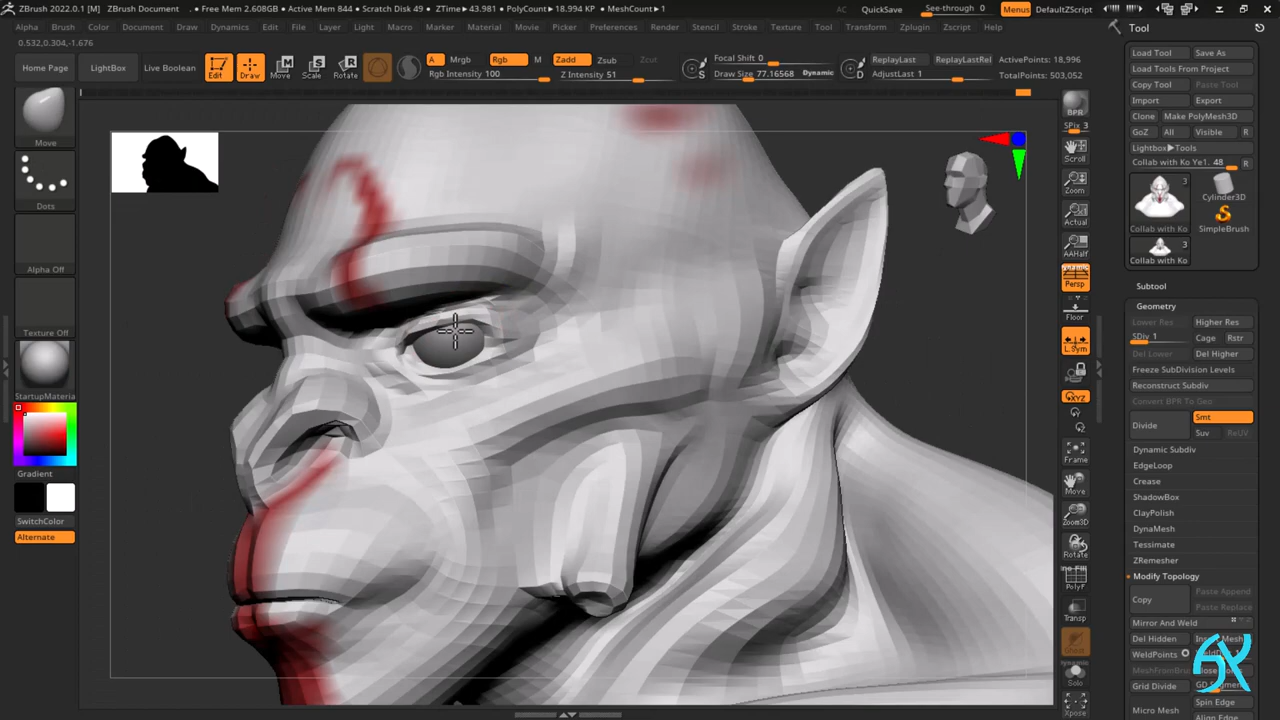 ZBrush 2022.0.1 [M] ZBrush Document . • Free Mem 2.608GB • Active Mem 844 • Scratch Disk 49 • ZTime▶43.981 • PolyCount▶18.994 KP • MeshCount▶1 AC QuickSave See-through 0 Menus DefaultZScript
Alpha Brush Color Document Draw Dynamics Edit File Layer Light Macro Marker Material Movie Picker Preferences Render Stencil Stroke Texture Tool Transform Zplugin Zscript Help
0.532,0.304,-1.676
Home Page LightBox Live Boolean Edit Draw Move Scale Rotate
A Mrgb Rgb M Zadd Zsub Zcut
Rgb Intensity 100 Z Intensity 51
Focal Shift 0
Draw Size 77.16568 Dynamic
ReplayLast ReplayLastRel
AdjustLast 1
ActivePoints: 18,996
TotalPoints: 503,052
Move
Dots
Alpha Off
Texture Off
StartupMateria
Gradient
SwitchColor
Alternate
BPR
SPix 3
Scroll
Zoom
Actual
AAHalf
Dynamic
Persp
Floor
L.Sym
XYZ
Frame
Move
Zoom3D
Rotate
PolyF
Transp
Ghost
Dynamic
Solo
Xpose
Tool
Load Tool Save As
Load Tools From Project
Copy Tool Paste Tool
Import Export
Clone Make PolyMesh3D
GoZ All Visible R
Lightbox▶Tools
Collab with Ko Ye1. 48 R
3
Cylinder3D
Collab with Ko SimpleBrush
3
Collab with Ko
Subtool
Geometry
Lower Res Higher Res
SDiv 1 Cage Rstr
Del Lower Del Higher
Freeze SubDivision Levels
Reconstruct Subdiv
Convert BPR To Geo
Divide Smt
Suv ReUV
Dynamic Subdiv
EdgeLoop
Crease
ShadowBox
ClayPolish
DynaMesh
Tessimate
ZRemesher
Modify Topology
Copy Paste Append
Paste Replace
Mirror And Weld
Del Hidden
WeldPoints
Grid Divide
Spin Edge
Micro Mesh